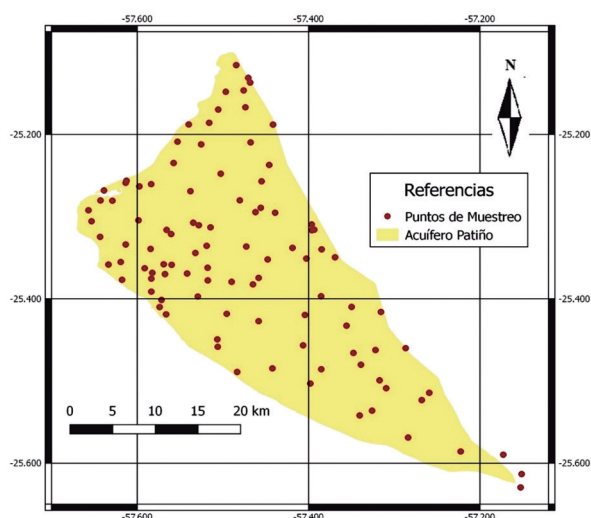 -57.600 -57.400 -57.200
N
-25.200 -25.200
Referencias
Puntos de Muestreo
Acuífero Patiño
-25.400 -25.400
0 5 10 15 20 km
-25.600 -25.600
-57.600 -57.400 -57.200